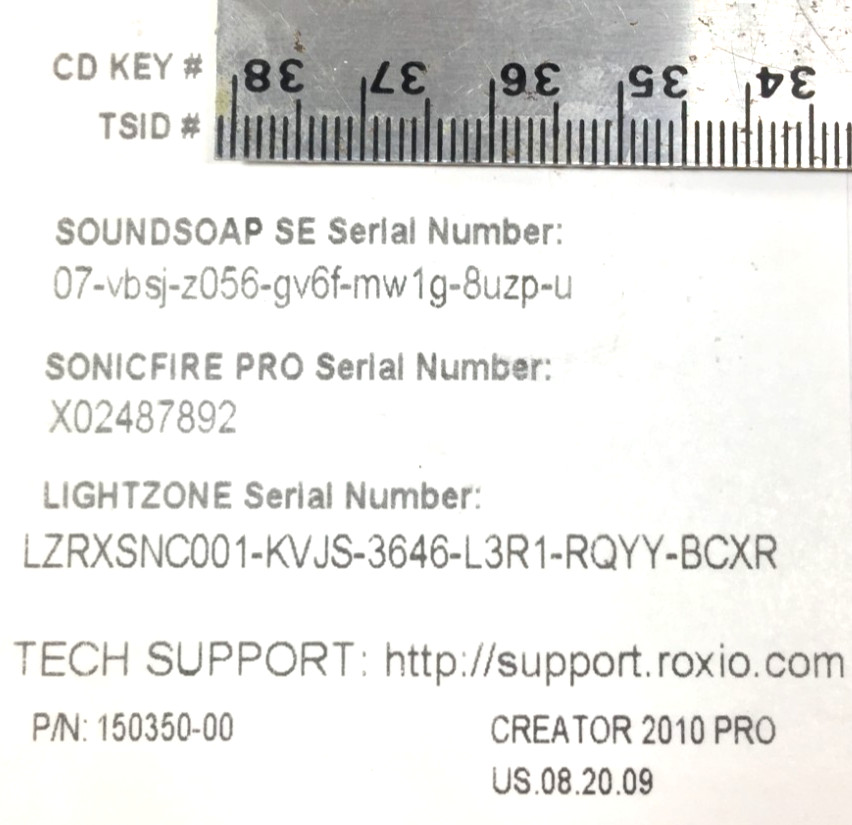 CD KEY #
38 37 36 35 34
TSID #
SOUNDSOAP SE Serial Number:
07-vbsj-z056-gv6f-mw1g-8uzp-u
SONICFIRE PRO Serial Number:
X02487892
LIGHTZONE Serial Number:
LZRXSNC001-KVJS-3646-L3R1-RQYY-BCXR
TECH SUPPORT: http://support.roxio.com
P/N: 150350-00
CREATOR 2010 PRO
US.08.20.09